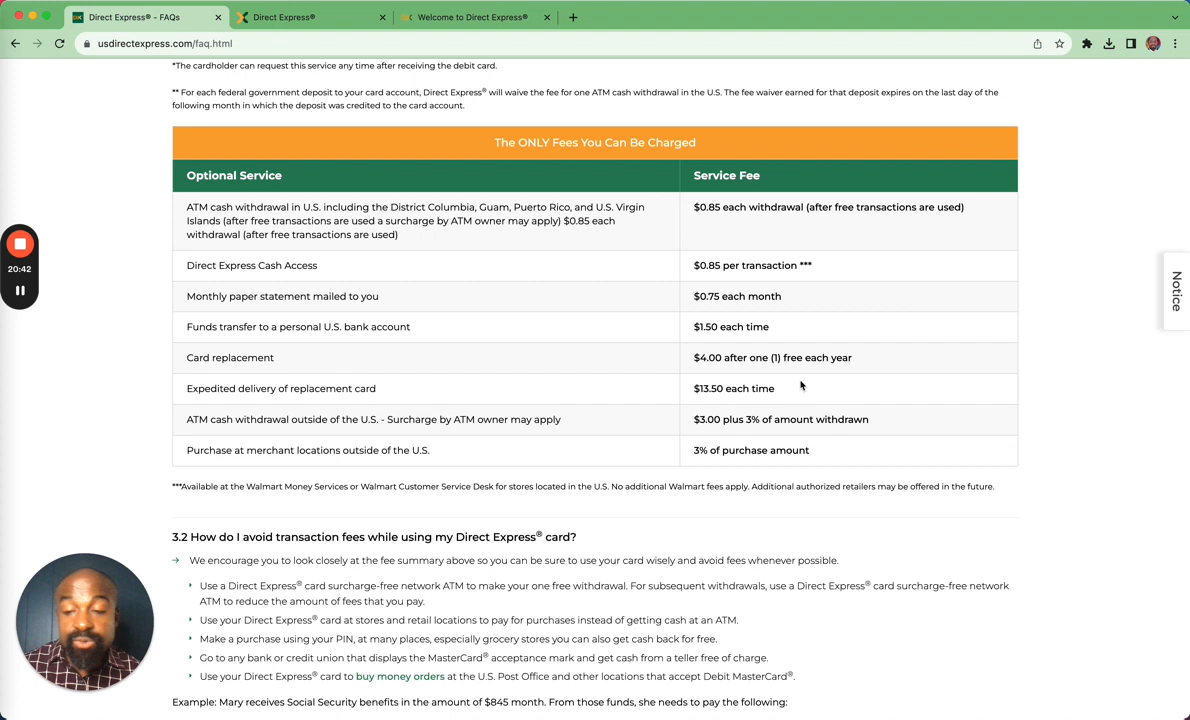 Direct Express® - FAQs
Direct Express®
Welcome to Direct Express®
usdirectexpress.com/faq.html
*The cardholder can request this service any time after receiving the debit card.
** For each federal government deposit to your card account, Direct Express® will waive the fee for one ATM cash withdrawal in the U.S. The fee waiver earned for that deposit expires on the last day of the
following month in which the deposit was credited to the card account.
The ONLY Fees You Can Be Charged
Optional Service
Service Fee
ATM cash withdrawal in U.S. including the District Columbia, Guam, Puerto Rico, and U.S. Virgin
Islands (after free transactions are used a surcharge by ATM owner may apply) $0.85 each
withdrawal (after free transactions are used)
$0.85 each withdrawal (after free transactions are used)
Direct Express Cash Access
$0.85 per transaction ***
Monthly paper statement mailed to you
$0.75 each month
Funds transfer to a personal U.S. bank account
$1.50 each time
Card replacement
$4.00 after one (1) free each year
Expedited delivery of replacement card
$13.50 each time
ATM cash withdrawal outside of the U.S. - Surcharge by ATM owner may apply
$3.00 plus 3% of amount withdrawn
Purchase at merchant locations outside of the U.S.
3% of purchase amount
***Available at the Walmart Money Services or Walmart Customer Service Desk for stores located in the U.S. No additional Walmart fees apply. Additional authorized retailers may be offered in the future.
20:42
Notice
3.2 How do I avoid transaction fees while using my Direct Express® card?
We encourage you to look closely at the fee summary above so you can be sure to use your card wisely and avoid fees whenever possible.
Use a Direct Express® card surcharge-free network ATM to make your one free withdrawal. For subsequent withdrawals, use a Direct Express® card surcharge-free network
ATM to reduce the amount of fees that you pay.
Use your Direct Express® card at stores and retail locations to pay for purchases instead of getting cash at an ATM.
Make a purchase using your PIN, at many places, especially grocery stores you can also get cash back for free.
Go to any bank or credit union that displays the MasterCard® acceptance mark and get cash from a teller free of charge.
Use your Direct Express® card to buy money orders at the U.S. Post Office and other locations that accept Debit MasterCard®.
Example: Mary receives Social Security benefits in the amount of $845 month. From those funds, she needs to pay the following: